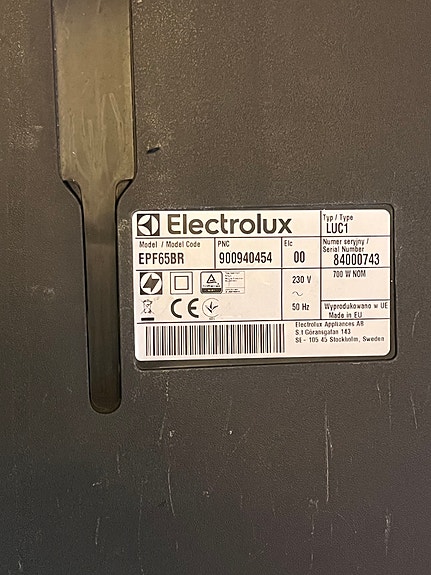 Electrolux
Typ / Type
LUC1
Model / Model Code
PNC
Elc
Numer seryjny /
Serial Number
EPF65BR
900940454
00
84000743
230 V
700 W NOM
~
50 Hz
CE
Wyprodukowano w UE
Made in EU
Electrolux Appliances AB
S:t Göransgatan 143
SE - 105 45 Stockholm, Sweden